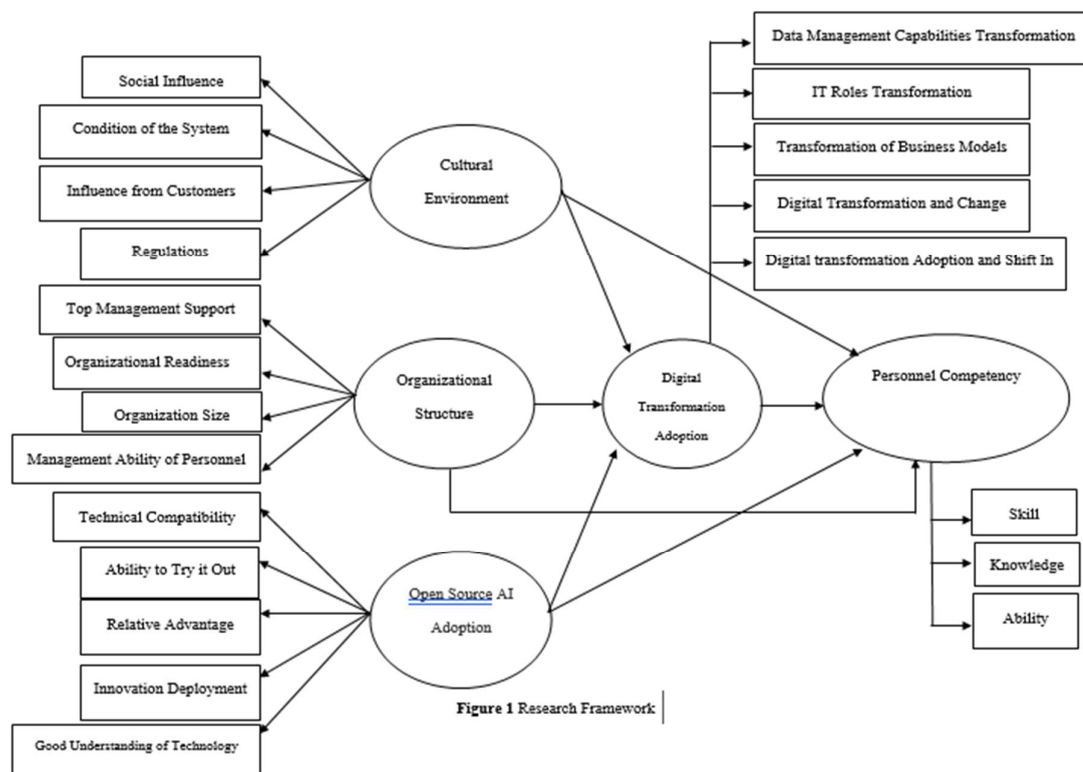 Data Management Capabilities Transformation
IT Roles Transformation
Transformation of Business Models
Digital Transformation and Change
Digital transformation Adoption and Shift In
Social Influence
Condition of the System
Influence from Customers
Regulations
Cultural
Environment
Top Management Support
Organizational Readiness
Organization Size
Management Ability of Personnel
Organizational
Structure
Digital
Transformation
Adoption
Personnel Competency
Technical Compatibility
Ability to Try it Out
Relative Advantage
Innovation Deployment
Good Understanding of Technology
Open Source AI
Adoption
Skill
Knowledge
Ability
Figure 1 Research Framework